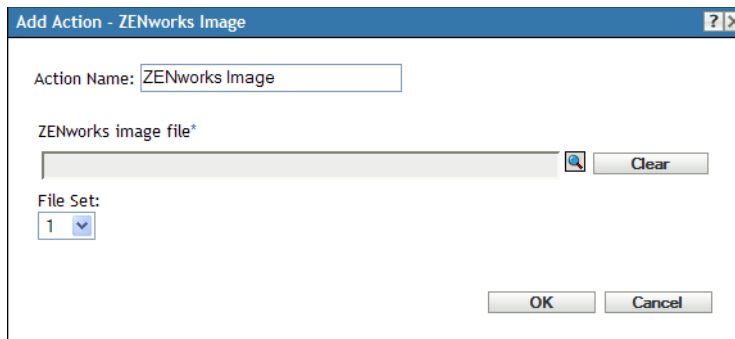 Add Action - ZENworks Image
?
Action Name: ZENworks Image
ZENworks image file*
Clear
File Set:
1
OK Cancel